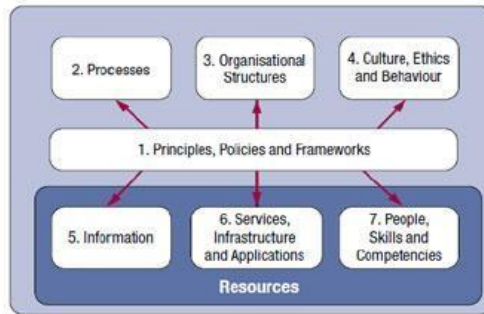 2. Processes
3. Organisational
Structures
4. Culture, Ethics
and Behaviour
1. Principles, Policies and Frameworks
5. Information
6. Services,
Infrastructure
and Applications
7. People,
Skills and
Competencies
Resources